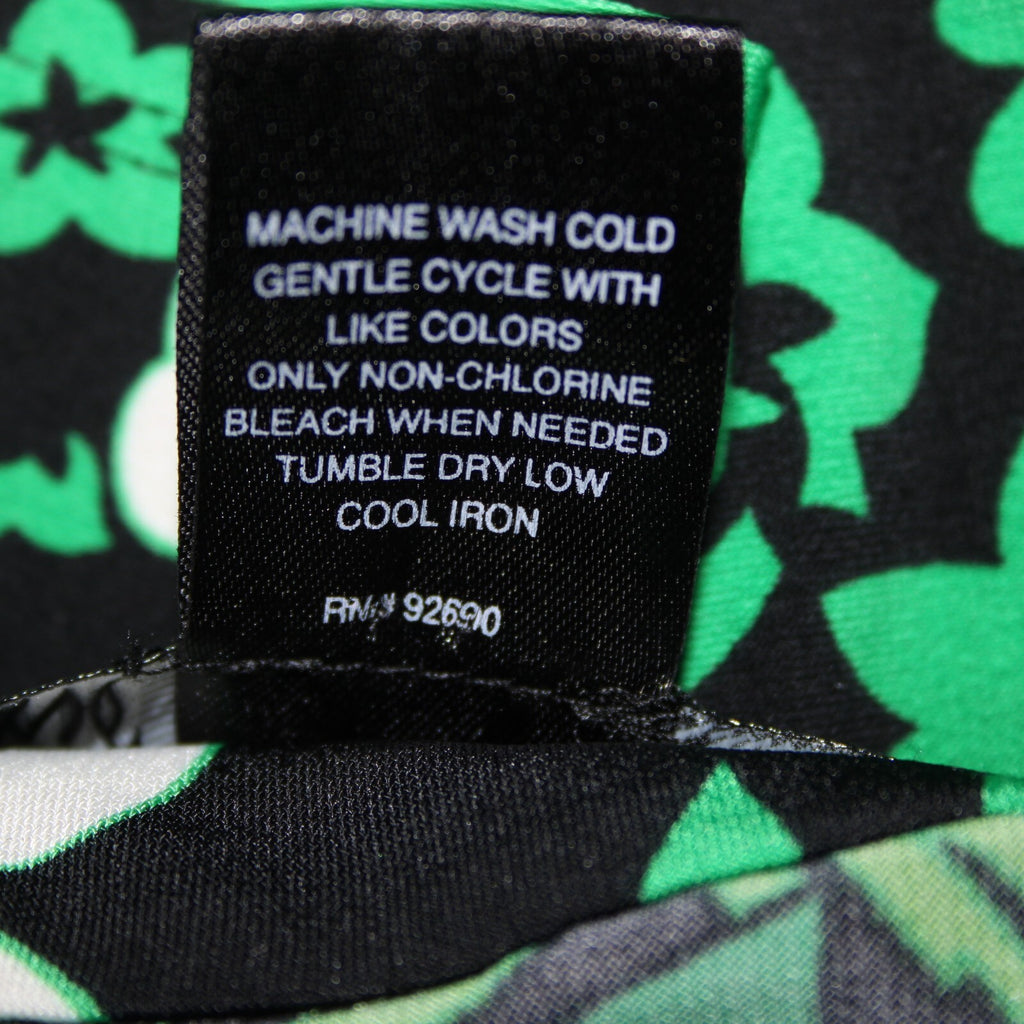 MACHINE WASH COLD
GENTLE CYCLE WITH
LIKE COLORS
ONLY NON-CHLORINE
BLEACH WHEN NEEDED
TUMBLE DRY LOW
COOL IRON
RN# 92690